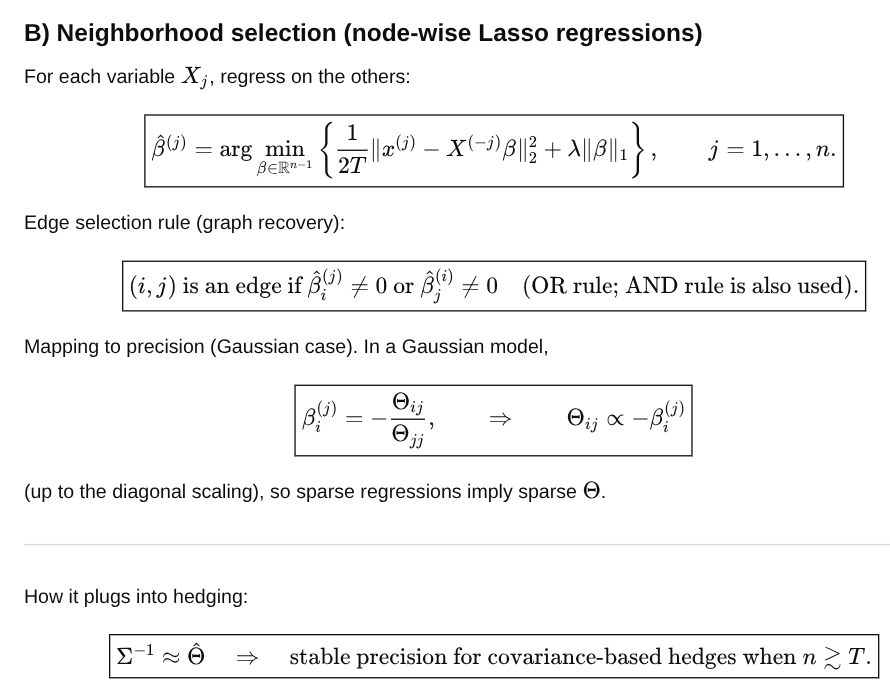 B) Neighborhood selection (node-wise Lasso regressions)
For each variable $X_j$, regress on the others:
$\hat{\beta}^{(j)} = \arg\min_{\beta \in \mathbb{R}^{n-1}} \left\{ \frac{1}{2T} \|x^{(j)} - X^{(-j)}\beta\|_2^2 + \lambda\|\beta\|_1 \right\}, \qquad j = 1, \ldots, n.$
Edge selection rule (graph recovery):
$(i, j)$ is an edge if $\hat{\beta}_i^{(j)} \neq 0$ or $\hat{\beta}_j^{(i)} \neq 0$ (OR rule; AND rule is also used).
Mapping to precision (Gaussian case). In a Gaussian model,
$\beta_i^{(j)} = -\frac{\Theta_{ij}}{\Theta_{jj}}, \qquad \Rightarrow \qquad \Theta_{ij} \propto -\beta_i^{(j)}$
(up to the diagonal scaling), so sparse regressions imply sparse $\Theta$.
How it plugs into hedging:
$\Sigma^{-1} \approx \hat{\Theta} \quad \Rightarrow \quad$ stable precision for covariance-based hedges when $n \gtrsim T$.